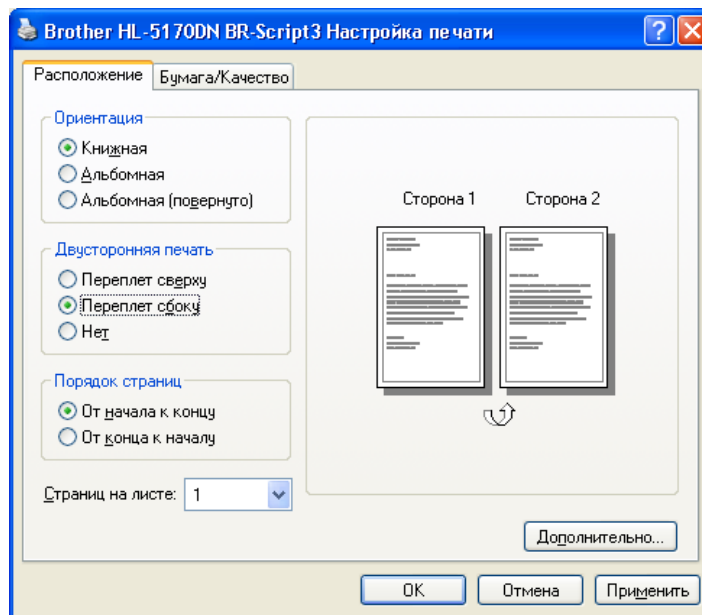 Brother HL-5170DN BR-Script3 Настройка печати
Расположение Бумага/Качество
Ориентация
Книжная
Альбомная
Альбомная (повернуто)
Двусторонняя печать
Переплет сверху
Переплет сбоку
Нет
Порядок страниц
От начала к концу
От конца к началу
Страниц на листе: 1
Сторона 1 Сторона 2
Дополнительно...
ОК Отмена Применить